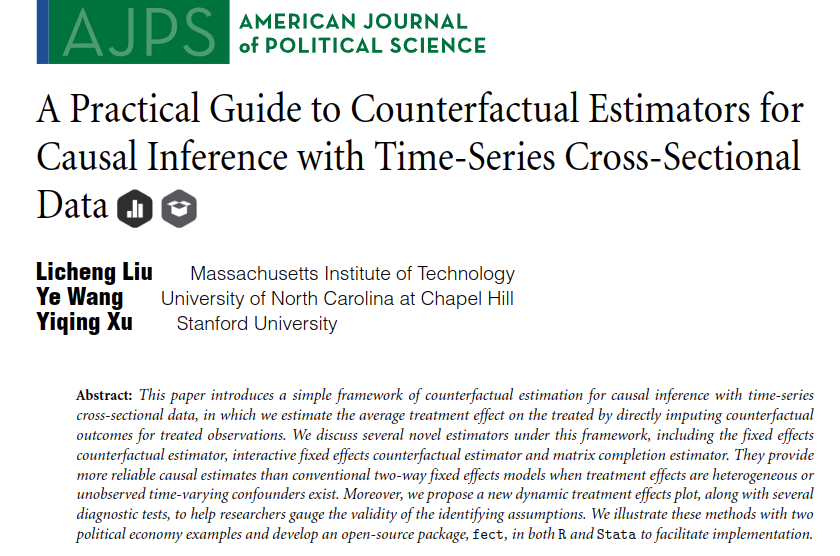 AJPS
AMERICAN JOURNAL
of POLITICAL SCIENCE
A Practical Guide to Counterfactual Estimators for
Causal Inference with Time-Series Cross-Sectional
Data
Licheng Liu Massachusetts Institute of Technology
Ye Wang University of North Carolina at Chapel Hill
Yiqing Xu Stanford University
Abstract: This paper introduces a simple framework of counterfactual estimation for causal inference with time-series
cross-sectional data, in which we estimate the average treatment effect on the treated by directly imputing counterfactual
outcomes for treated observations. We discuss several novel estimators under this framework, including the fixed effects
counterfactual estimator, interactive fixed effects counterfactual estimator and matrix completion estimator. They provide
more reliable causal estimates than conventional two-way fixed effects models when treatment effects are heterogeneous or
unobserved time-varying confounders exist. Moreover, we propose a new dynamic treatment effects plot, along with several
diagnostic tests, to help researchers gauge the validity of the identifying assumptions. We illustrate these methods with two
political economy examples and develop an open-source package, fect, in both R and Stata to facilitate implementation.